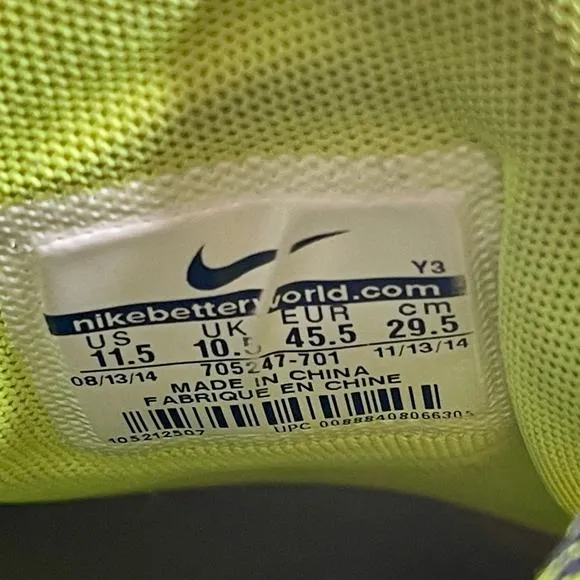 Y3
nikebetterworld.com
US UK EUR cm
11.5 10.5 45.5 29.5
08/13/14 705247-701 11/13/14
MADE IN CHINA
FABRIQUE EN CHINE
105212507 UPC 00888408066305